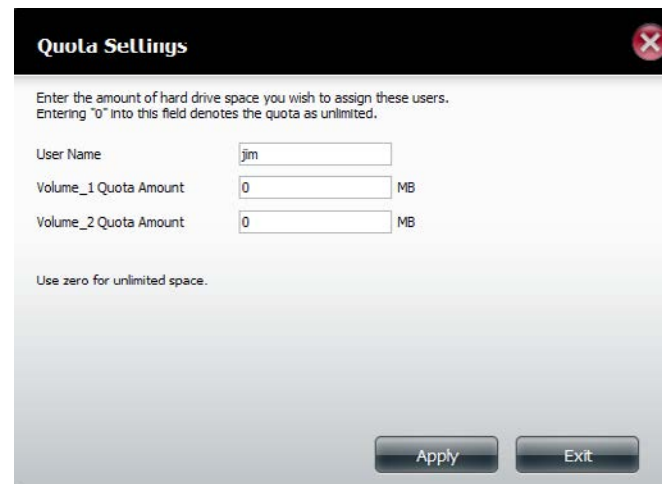 Quota Settings
Enter the amount of hard drive space you wish to assign these users.
Entering "0" into this field denotes the quota as unlimited.
User Name jim
Volume_1 Quota Amount 0 MB
Volume_2 Quota Amount 0 MB
Use zero for unlimited space.
Apply Exit